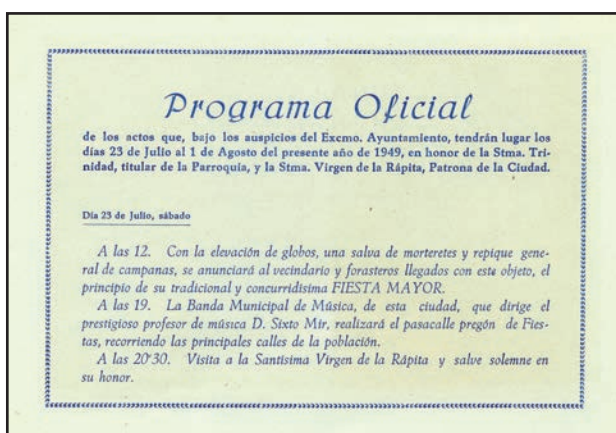 Programa Oficial
de los actos que, bajo los auspicios del Excmo. Ayuntamiento, tendrán lugar los
días 23 de Julio al 1 de Agosto del presente año de 1949, en honor de la Stma. Tri-
nidad, titular de la Parroquia, y la Stma. Virgen de la Rápita, Patrona de la Ciudad.
Día 23 de Julio, sábado
A las 12. Con la elevación de globos, una salva de morteretes y repique gene-
ral de campanas, se anunciará al vecindario y forasteros llegados con este objeto, el
principio de su tradicional y concurridísima FIESTA MAYOR.
A las 19. La Banda Municipal de Música, de esta ciudad, que dirige el
prestigioso profesor de música D. Sixto Mir, realizará el pasacalle pregón de Fies-
tas, recorriendo las principales calles de la población.
A las 20'30. Visita a la Santísima Virgen de la Rápita y salve solemne en
su honor.